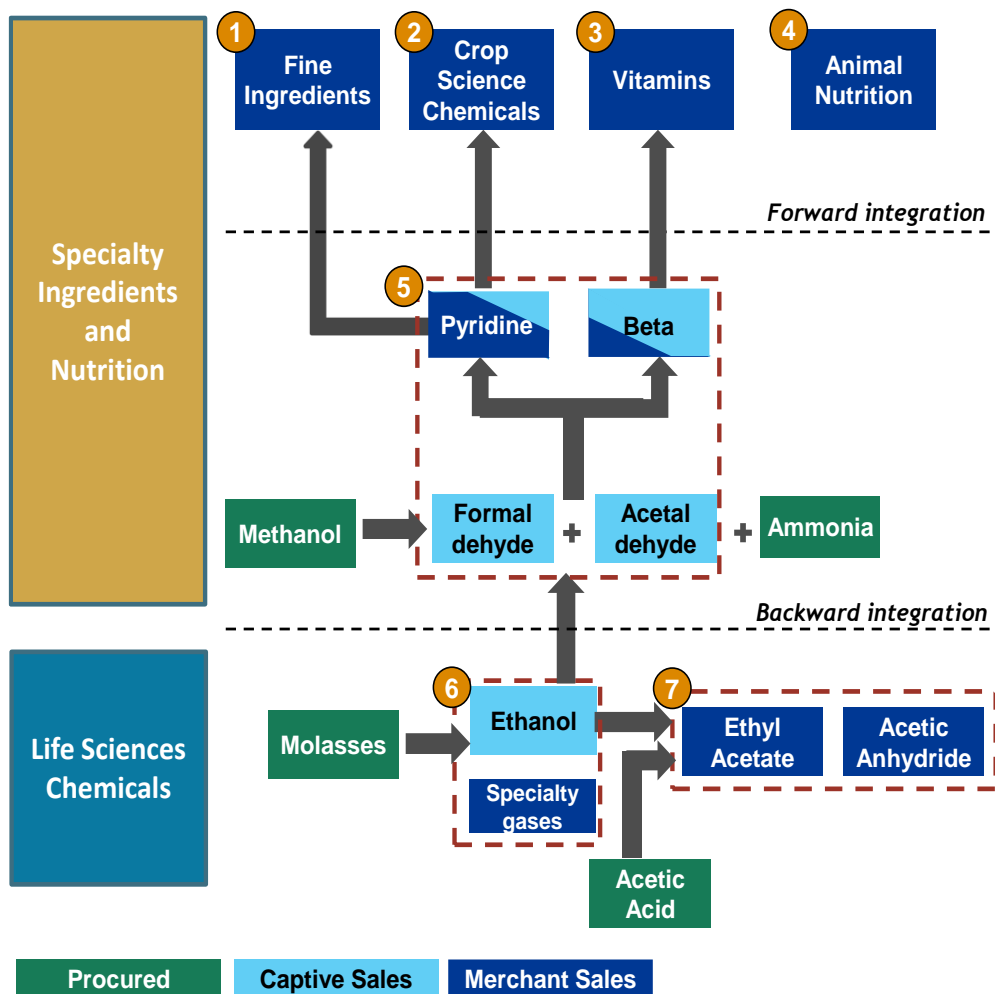 1
Fine
Ingredients
2
Crop
Science
Chemicals
3
Vitamins
4
Animal
Nutrition
Forward integration
Specialty
Ingredients
and
Nutrition
5
Pyridine
Beta
Methanol
Formal
dehyde
+
Acetal
dehyde
+
Ammonia
Backward integration
Life Sciences
Chemicals
6
Ethanol
Molasses
Specialty
gases
7
Ethyl
Acetate
Acetic
Anhydride
Acetic
Acid
Procured
Captive Sales
Merchant Sales